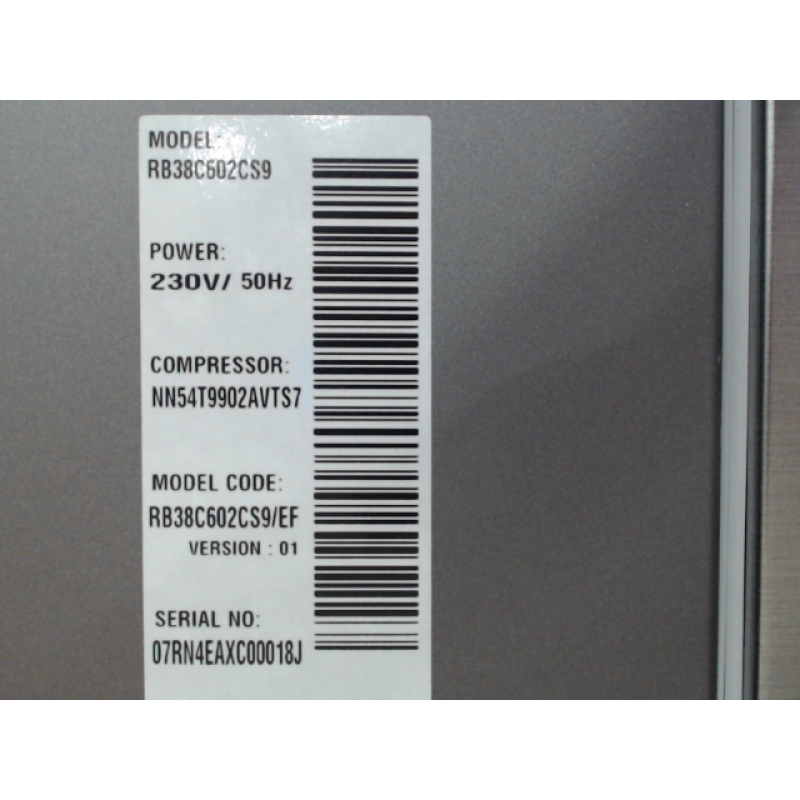 MODEL:
RB38C602CS9
POWER:
230V/ 50Hz
COMPRESSOR:
NN54T9902AVTS7
MODEL CODE:
RB38C602CS9/EF
VERSION : 01
SERIAL NO:
07RN4EAXC00018J